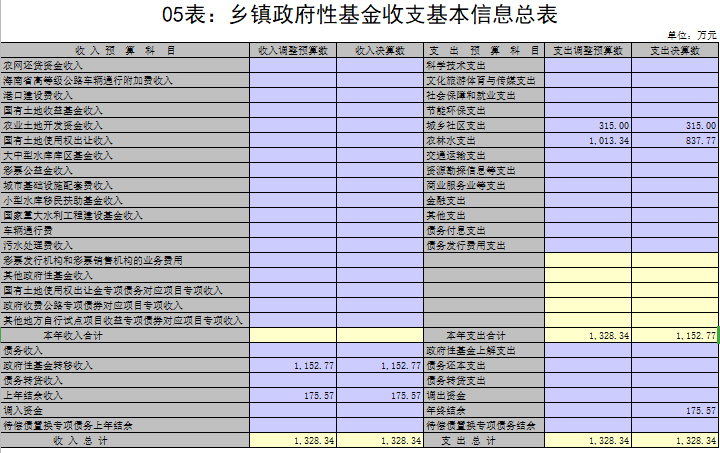 05表：乡镇政府性基金收支基本信息总表
单位：万元
收 入 预 算 科 目 收入调整预算数 收入决算数 支 出 预 算 科 目 支出调整预算数 支出决算数
农网还贷资金收入 科学技术支出
海南省高等级公路车辆通行附加费收入 文化旅游体育与传媒支出
港口建设费收入 社会保障和就业支出
国有土地收益基金收入 节能环保支出
农业土地开发资金收入 城乡社区支出 315.00 315.00
国有土地使用权出让收入 农林水支出 1,013.34 837.77
大中型水库库区基金收入 交通运输支出
彩票公益金收入 资源勘探信息等支出
城市基础设施配套费收入 商业服务业等支出
小型水库移民扶助基金收入 金融支出
国家重大水利工程建设基金收入 其他支出
车辆通行费 债务付息支出
污水处理费收入 债务发行费用支出
彩票发行机构和彩票销售机构的业务费用
其他政府性基金收入
国有土地使用权出让金专项债务对应项目专项收入
政府收费公路专项债券对应项目专项收入
其他地方自行试点项目收益专项债券对应项目专项收入
本年收入合计 本年支出合计 1,328.34 1,152.77
债务收入 政府性基金上解支出
政府性基金转移收入 1,152.77 1,152.77 债务还本支出
债务转贷收入 债务转贷支出
上年结余收入 175.57 175.57 调出资金
调入资金 年终结余 175.57
待偿债置换专项债务上年结余 待偿债置换专项债务结余
收 入 总 计 1,328.34 1,328.34 支 出 总 计 1,328.34 1,328.34